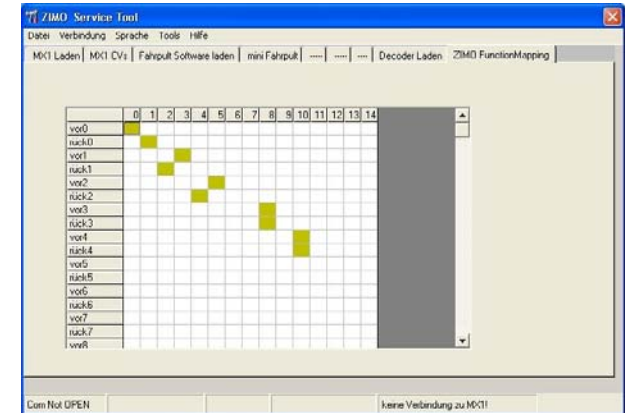 ZIMO Service Tool
Datei Verbindung Sprache Tools Hilfe
MX1 Laden MX1 CVs Fahrpult Software laden mini Fahrpult ---- ---- ---- Decoder Laden ZIMO FunctionMapping
0 1 2 3 4 5 6 7 8 9 10 11 12 13 14
vor0
rück0
vor1
rück1
vor2
rück2
vor3
rück3
vor4
rück4
vor5
rück5
vor6
rück6
vor7
rück7
vor8
Com Not OPEN keine Verbindung zu MX1!